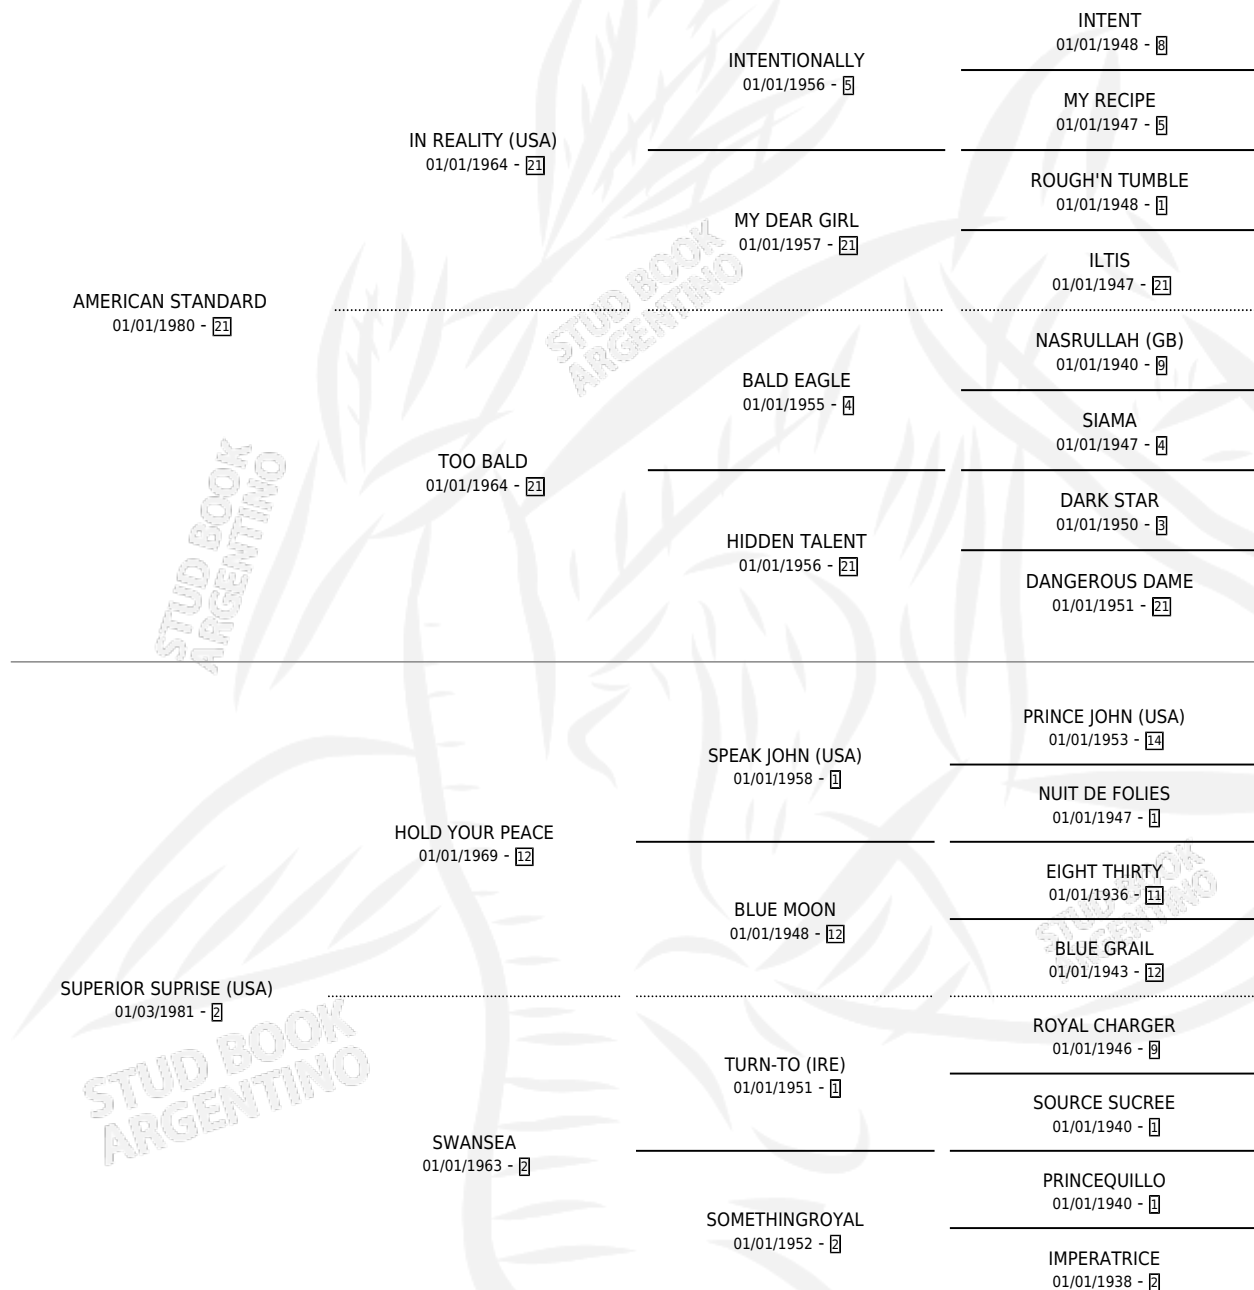 INTENT
01/01/1948 - 8
INTENTIONALLY
01/01/1956 - 5
MY RECIPE
01/01/1947 - 5
IN REALITY (USA)
01/01/1964 - 21
ROUGH'N TUMBLE
01/01/1948 - 1
MY DEAR GIRL
01/01/1957 - 21
ILTIS
01/01/1947 - 21
AMERICAN STANDARD
01/01/1980 - 21
STUD BOOK
ARGENTINO
NASRULLAH (GB)
01/01/1940 - 9
BALD EAGLE
01/01/1955 - 4
SIAMA
01/01/1947 - 4
TOO BALD
01/01/1964 - 21
DARK STAR
01/01/1950 - 3
HIDDEN TALENT
01/01/1956 - 21
DANGEROUS DAME
01/01/1951 - 21
STUD BOOK
ARGENTINO
PRINCE JOHN (USA)
01/01/1953 - 14
SPEAK JOHN (USA)
01/01/1958 - 1
NUIT DE FOLIES
01/01/1947 - 1
HOLD YOUR PEACE
01/01/1969 - 12
EIGHT THIRTY
01/01/1936 - 11
BLUE MOON
01/01/1948 - 12
BLUE GRAIL
01/01/1943 - 12
STUD BOOK
ARGENTINO
SUPERIOR SUPRISE (USA)
01/03/1981 - 2
ROYAL CHARGER
01/01/1946 - 9
TURN-TO (IRE)
01/01/1951 - 1
SOURCE SUCREE
01/01/1940 - 1
STUD BOOK
ARGENTINO
SWANSEA
01/01/1963 - 2
PRINCEQUILLO
01/01/1940 - 1
SOMETHINGROYAL
01/01/1952 - 2
IMPERATRICE
01/01/1938 - 2